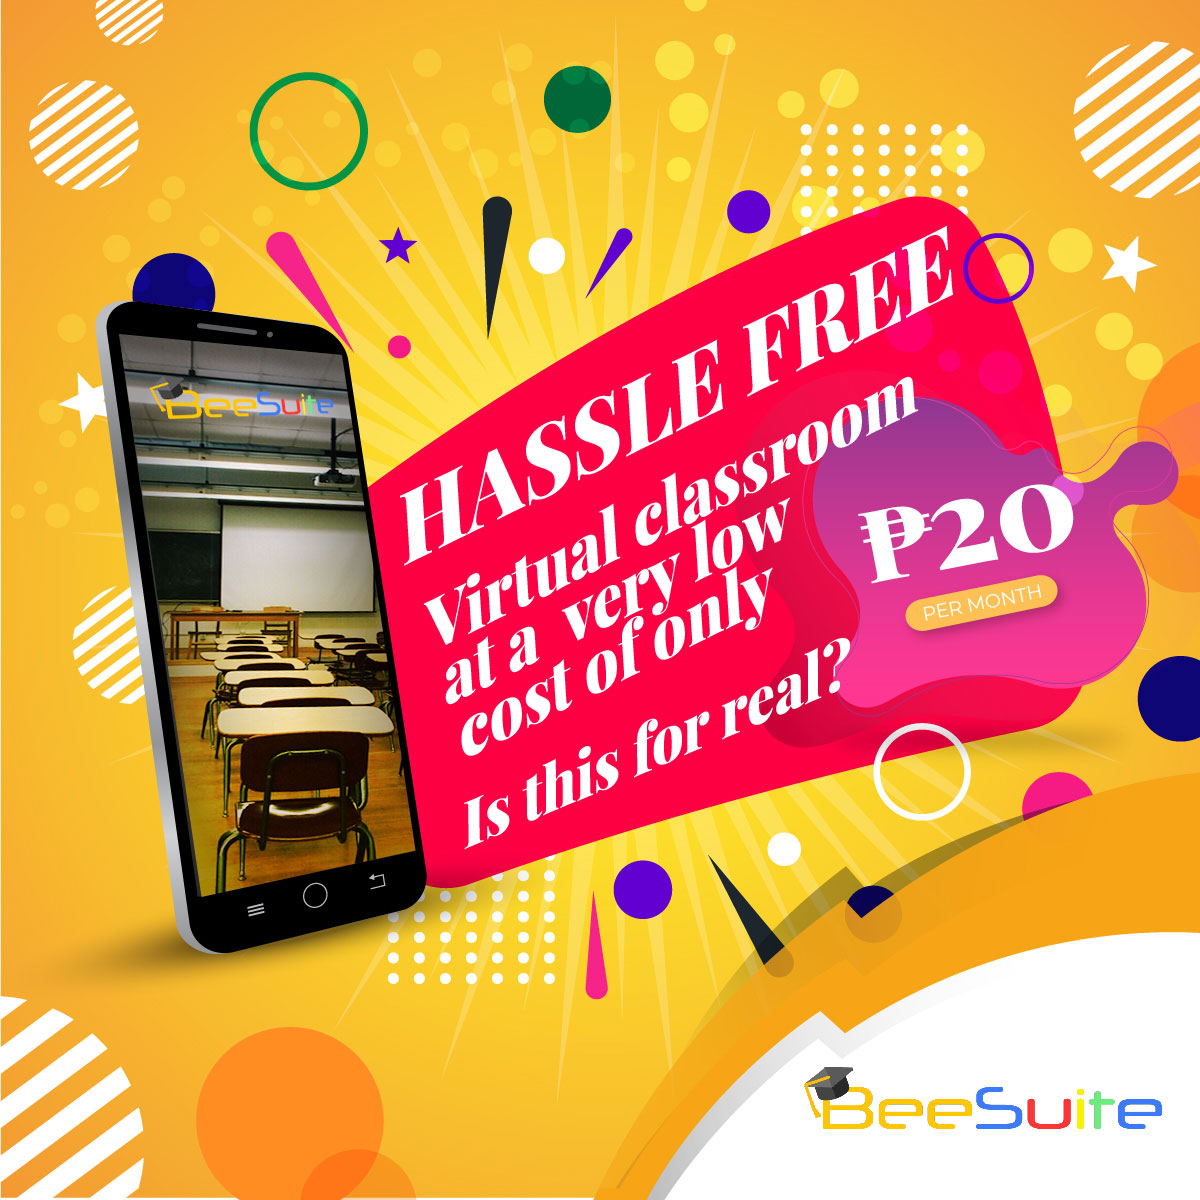 BeeSuite
HASSLE FREE
Virtual classroom
at a very low
cost of only
₱20
PER MONTH
Is this for real?
BeeSuite